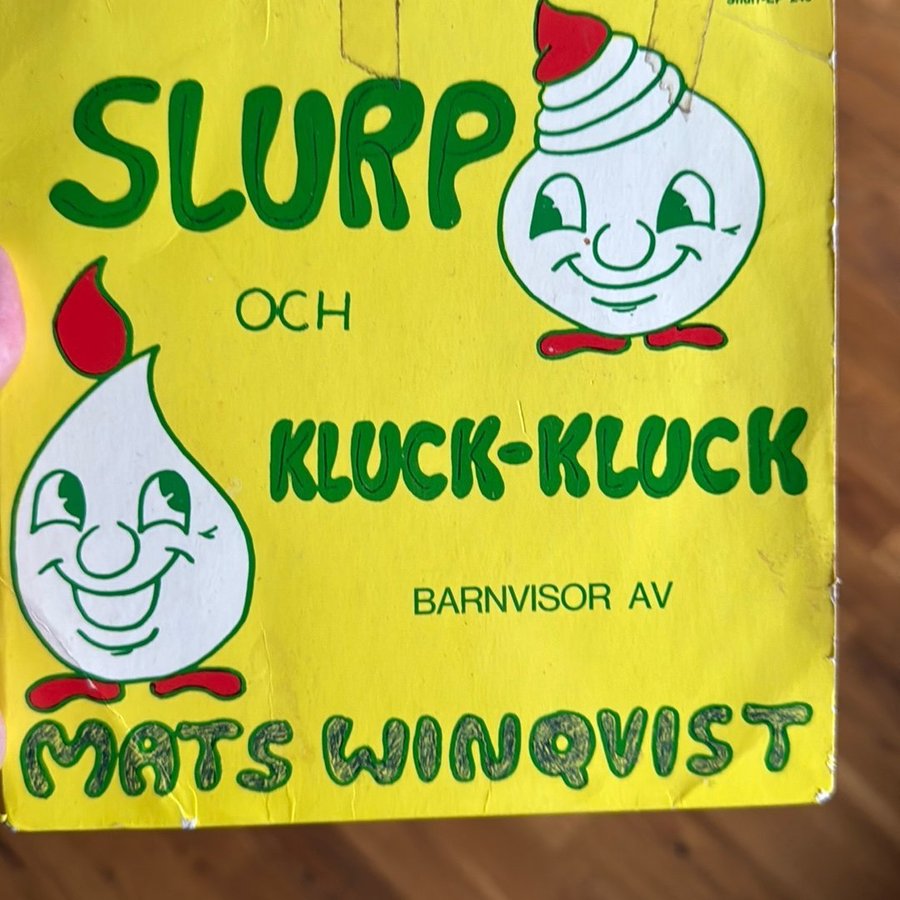 SLURP
OCH
KLUCK-KLUCK
BARNVISOR AV
MATS WINQVIST